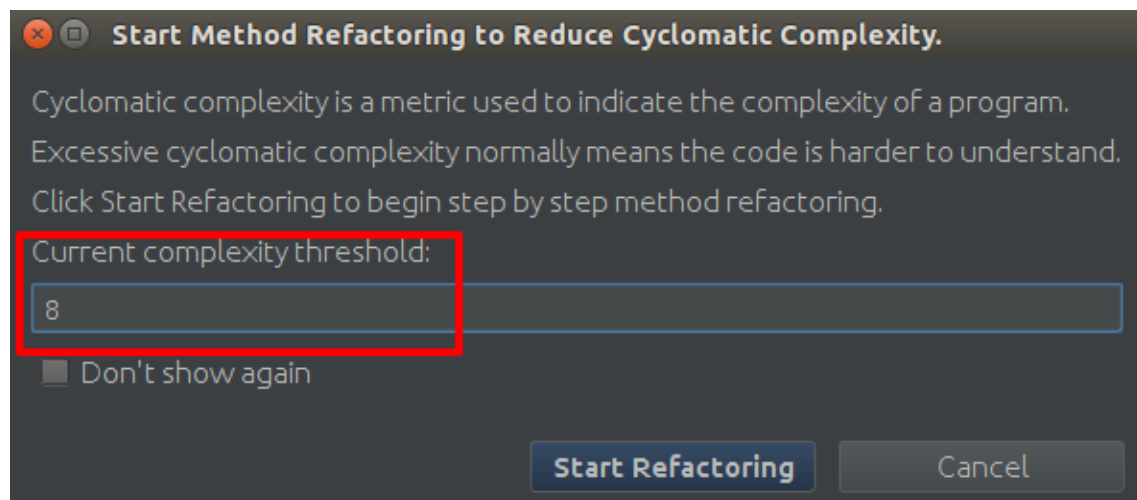 Start Method Refactoring to Reduce Cyclomatic Complexity.
Cyclomatic complexity is a metric used to indicate the complexity of a program.
Excessive cyclomatic complexity normally means the code is harder to understand.
Click Start Refactoring to begin step by step method refactoring.
Current complexity threshold:
8
Don't show again
Start Refactoring Cancel